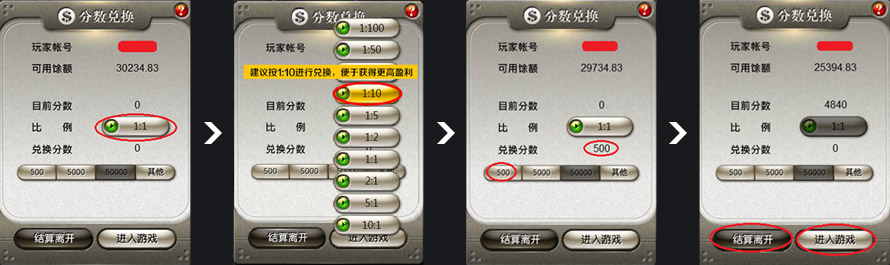 分数兑换
玩家帐号
可用馀额 30234.83
目前分数 0
比 例 1:1
兑换分数 0
500 5000 50000 其他
结算离开 进入游戏
分数兑换
1:100
玩家帐号 1:50
建议按1:10进行兑换，便于获得更高盈利
1:10
目前分数 1:5
比 例 1:2
兑换分数 1:1
500 5000 2:1
5:1
结算离开 10:1 进入游戏
分数兑换
玩家帐号
可用馀额 29734.83
目前分数 0
比 例 1:1
兑换分数 500
500 5000 50000 其他
结算离开 进入游戏
分数兑换
玩家帐号
可用馀额 25394.83
目前分数 4840
比 例 1:1
兑换分数 0
500 5000 50000 其他
结算离开 进入游戏